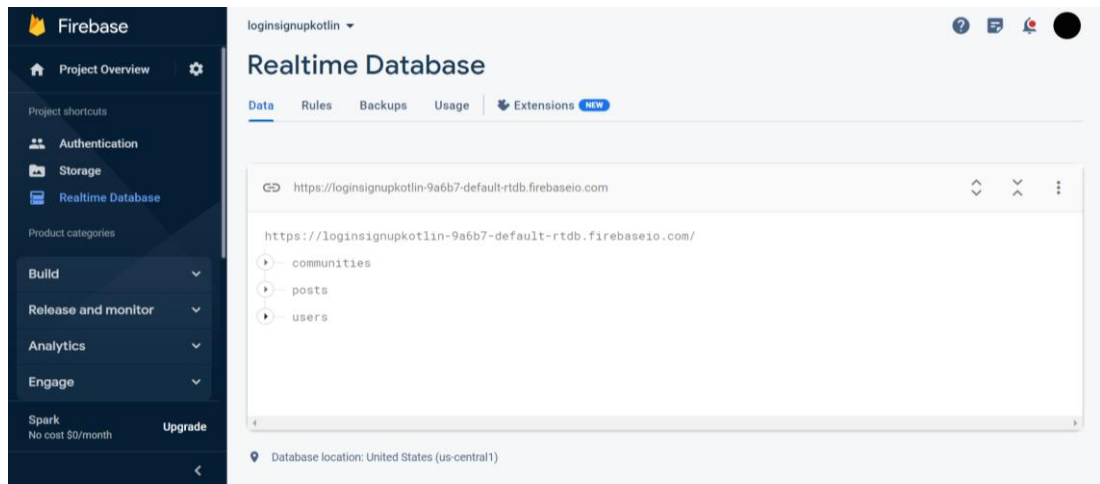 Firebase
Project Overview
Project shortcuts
Authentication
Storage
Realtime Database
Product categories
Build
Release and monitor
Analytics
Engage
Spark
No cost $0/month
Upgrade
loginsignupkotlin
Realtime Database
Data Rules Backups Usage Extensions NEW
https://loginsignupkotlin-9a6b7-default-rtdb.firebaseio.com
https://loginsignupkotlin-9a6b7-default-rtdb.firebaseio.com/
communities
posts
users
Database location: United States (us-central1)